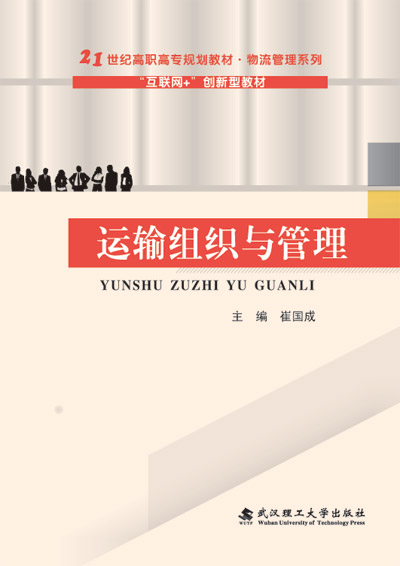 21世纪高职高专规划教材·物流管理系列
“互联网+”创新型教材
运输组织与管理
YUNSHU ZUZHI YU GUANLI
主 编 崔国成
WUTP
武汉理工大学出版社
Wuhan University of Technology Press